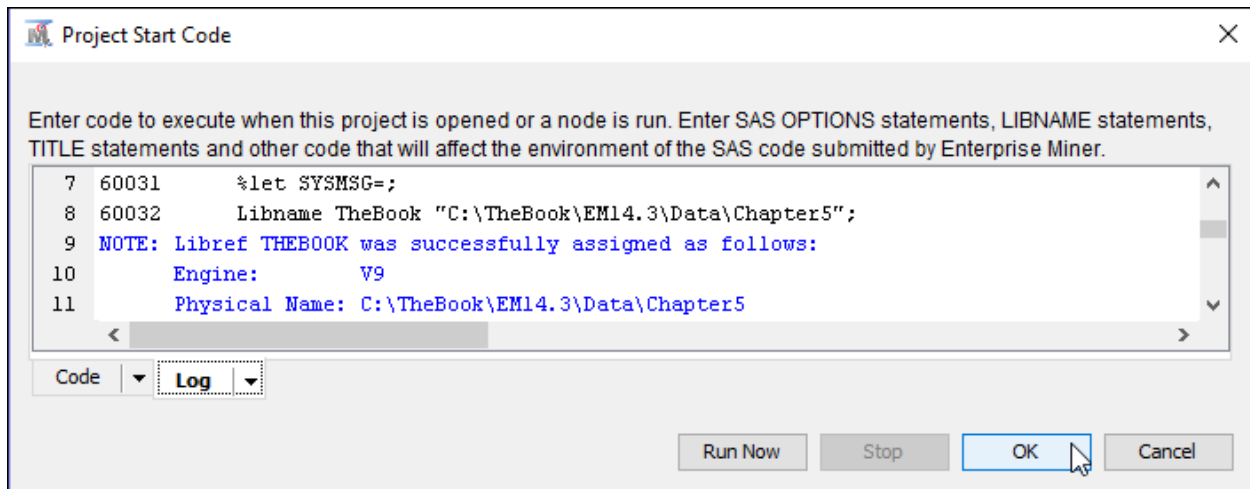 Project Start Code
Enter code to execute when this project is opened or a node is run. Enter SAS OPTIONS statements, LIBNAME statements,
TITLE statements and other code that will affect the environment of the SAS code submitted by Enterprise Miner.
7 60031 %let SYSMSG=;
8 60032 Libname TheBook "C:\TheBook\EM14.3\Data\Chapter5";
9 NOTE: Libref THEBOOK was successfully assigned as follows:
10 Engine: V9
11 Physical Name: C:\TheBook\EM14.3\Data\Chapter5
Code Log
Run Now Stop OK Cancel